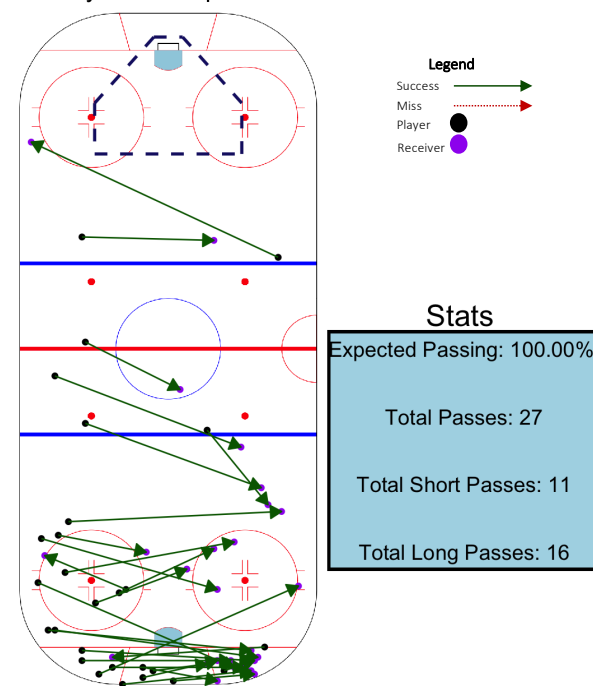 Legend
Success
Miss
Player
Receiver
Stats
Expected Passing: 100.00%
Total Passes: 27
Total Short Passes: 11
Total Long Passes: 16